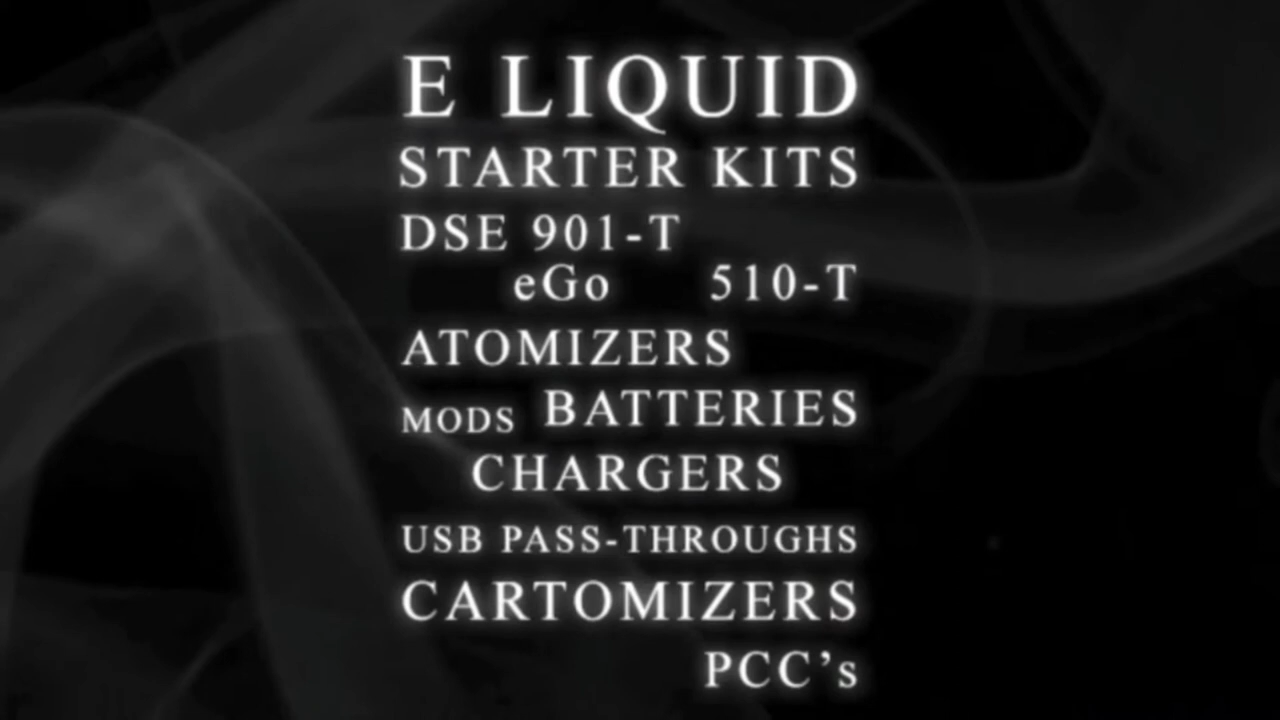 E LIQUID
STARTER KITS
DSE 901-T
eGo 510-T
ATOMIZERS
MODS BATTERIES
CHARGERS
USB PASS-THROUGHS
CARTOMIZERS
PCC’s